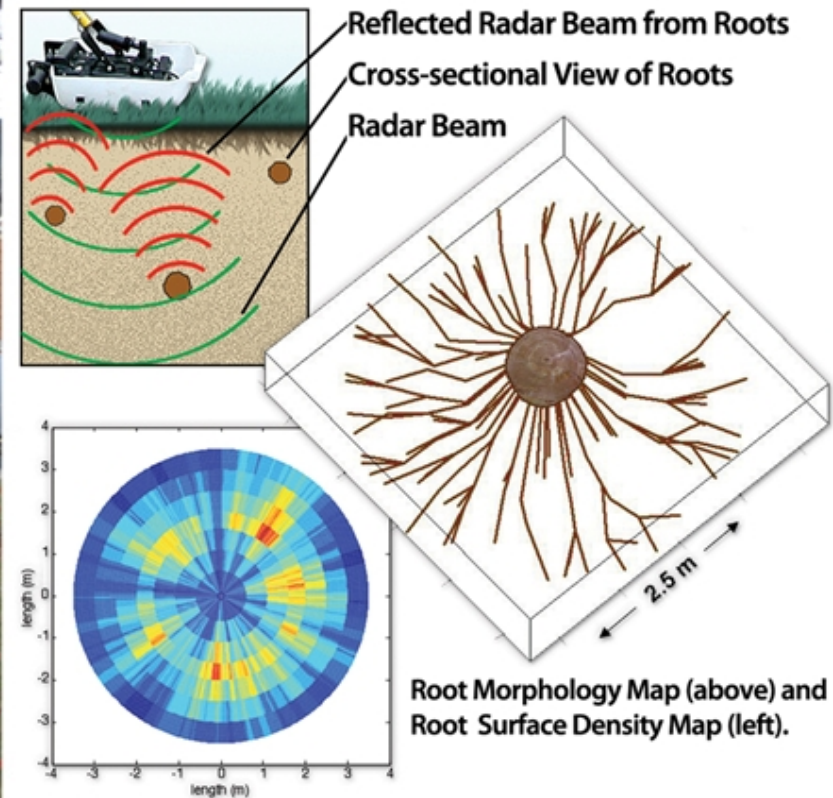 Reflected Radar Beam from Roots
Cross-sectional View of Roots
Radar Beam
2.5 m
4
3
2
1
0
-1
-2
-3
-4
length (m)
-4 -3 -2 -1 0 1 2 3 4
length (m)
Root Morphology Map (above) and
Root Surface Density Map (left).